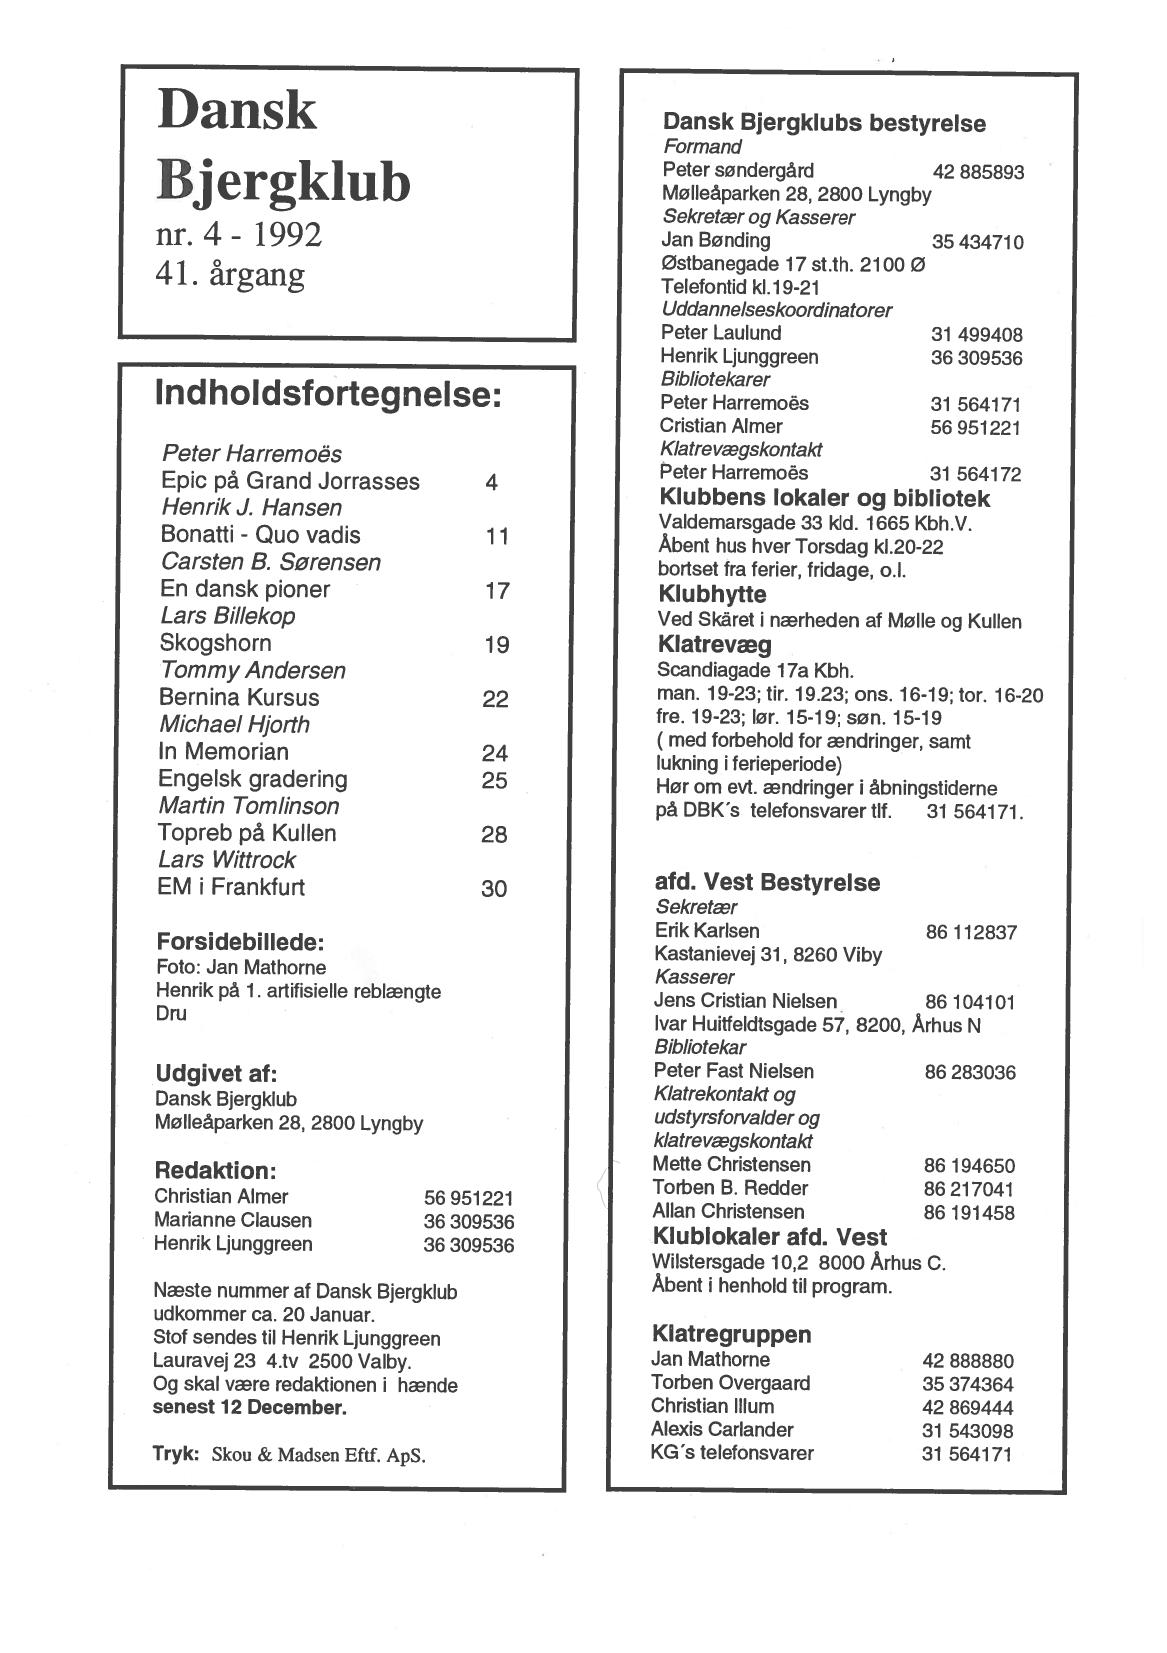 Dansk
Bjergklub
nr. 4 - 1992
41. årgang
Indholdsfortegnelse:
Peter Harremoës
Epic på Grand Jorrasses 4
Henrik J. Hansen
Bonatti - Quo vadis 11
Carsten B. Sørensen
En dansk pioner 17
Lars Billekop
Skogshorn 19
Tommy Andersen
Bernina Kursus 22
Michael Hjorth
In Memorian 24
Engelsk gradering 25
Martin Tomlinson
Topreb på Kullen 28
Lars Wittrock
EM i Frankfurt 30
Forsidebillede:
Foto: Jan Mathorne
Henrik på 1. artifisielle reblængte
Dru
Udgivet af:
Dansk Bjergklub
Mølleåparken 28, 2800 Lyngby
Redaktion:
Christian Almer 56 951221
Marianne Clausen 36 309536
Henrik Ljunggreen 36 309536
Næste nummer af Dansk Bjergklub
udkommer ca. 20 Januar.
Stof sendes til Henrik Ljunggreen
Lauravej 23 4.tv 2500 Valby.
Og skal være redaktionen i hænde
senest 12 December.
Tryk: Skou & Madsen Eftf. ApS.
Dansk Bjergklubs bestyrelse
Formand
Peter søndergård 42 885893
Mølleåparken 28, 2800 Lyngby
Sekretær og Kasserer
Jan Bønding 35 434710
Østbanegade 17 st.th. 2100 Ø
Telefontid kl.19-21
Uddannelseskoordinatorer
Peter Laulund 31 499408
Henrik Ljunggreen 36 309536
Bibliotekarer
Peter Harremoës 31 564171
Cristian Almer 56 951221
Klatrevægskontakt
Peter Harremoës 31 564172
Klubbens lokaler og bibliotek
Valdemarsgade 33 kld. 1665 Kbh.V.
Åbent hus hver Torsdag kl.20-22
bortset fra ferier, fridage, o.l.
Klubhytte
Ved Skäret i nærheden af Mølle og Kullen
Klatrevæg
Scandiagade 17a Kbh.
man. 19-23; tir. 19.23; ons. 16-19; tor. 16-20
fre. 19-23; lør. 15-19; søn. 15-19
( med forbehold for ændringer, samt
lukning i ferieperiode)
Hør om evt. ændringer i åbningstiderne
på DBK´s telefonsvarer tlf. 31 564171.
afd. Vest Bestyrelse
Sekretær
Erik Karlsen 86 112837
Kastanievej 31, 8260 Viby
Kasserer
Jens Cristian Nielsen 86 104101
Ivar Huitfeldtsgade 57, 8200, Århus N
Bibliotekar
Peter Fast Nielsen 86 283036
Klatrekontakt og
udstyrsforvalder og
klatrevægskontakt
Mette Christensen 86 194650
Torben B. Redder 86 217041
Allan Christensen 86 191458
Klublokaler afd. Vest
Wilstersgade 10,2 8000 Århus C.
Åbent i henhold til program.
Klatregruppen
Jan Mathorne 42 888880
Torben Overgaard 35 374364
Christian Illum 42 869444
Alexis Carlander 31 543098
KG´s telefonsvarer 31 564171